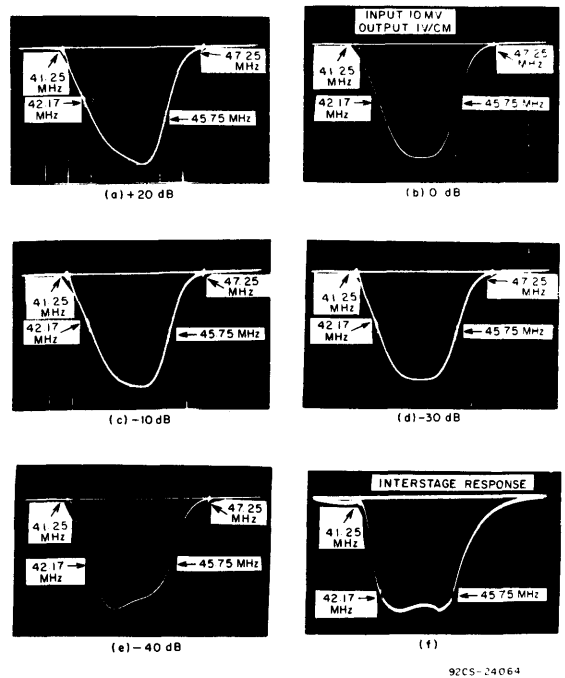 41.25
MHz
42.17
MHz
47.25
MHz
45.75 MHz
(a)+20 dB
INPUT 10 MV
OUTPUT 1V/CM
41.25
MHz
42.17
MHz
47.25
MHz
45.75 MHz
(b) 0 dB
41.25
MHz
42.17
MHz
47.25
MHz
45.75 MHz
(c)-10 dB
41.25
MHz
42.17
MHz
47.25
MHz
45.75 MHz
(d)-30 dB
41.25
MHz
42.17
MHz
47.25
MHz
45.75 MHz
(e)-40 dB
INTERSTAGE RESPONSE
41.25
MHz
42.17
MHz
45.75 MHz
(f)
92CS-24064